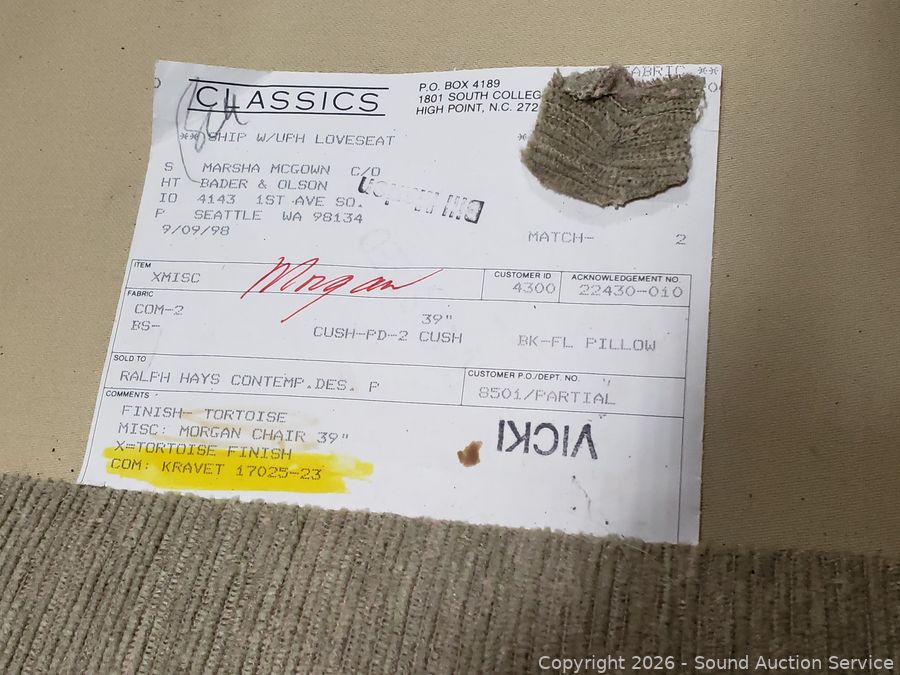 CLASSICS
P.O. BOX 4189
1801 SOUTH COLLEG
HIGH POINT, N.C. 272
ABRIC **
** SHIP W/UPH LOVESEAT
S MARSHA MCGOWN C/O
HT BADER & OLSON
IO 4143 1ST AVE SO.
P SEATTLE WA 98134
9/09/98
MATCH- 2
ITEM
XMISC
Morgan
CUSTOMER ID
4300
ACKNOWLEDGEMENT NO.
22430-010
FABRIC
COM-2
BS-
39"
CUSH-PD-2 CUSH
BK-FL PILLOW
SOLD TO
RALPH HAYS CONTEMP.DES. P
CUSTOMER P.O./DEPT. NO.
8501/PARTIAL
COMMENTS
FINISH- TORTOISE
MISC: MORGAN CHAIR 39"
X=TORTOISE FINISH
COM: KRAVET 17025-23
VICKI
Copyright © 2026 - Sound Auction Service